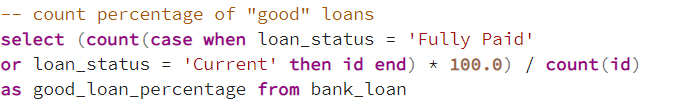 -- count percentage of "good" loans
select (count(case when loan_status = 'Fully Paid'
or loan_status = 'Current' then id end) * 100.0) / count(id)
as good_loan_percentage from bank_loan